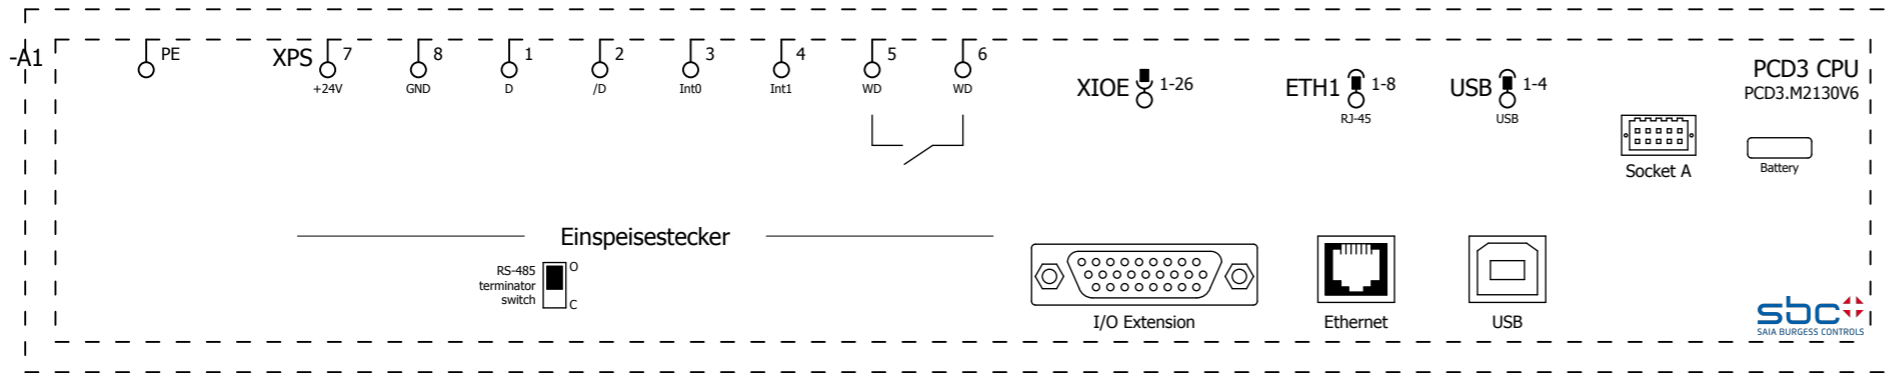 -A1
PE
XPS 7 8 1 2 3 4 5 6
+24V GND D /D Int0 Int1 WD WD
XIOE 1-26
ETH1 1-8
RJ-45
USB 1-4
USB
PCD3 CPU
PCD3.M2130V6
Socket A
Battery
Einspeisestecker
RS-485
terminator
switch
O
C
I/O Extension
Ethernet
USB
sbc
SAIA BURGESS CONTROLS